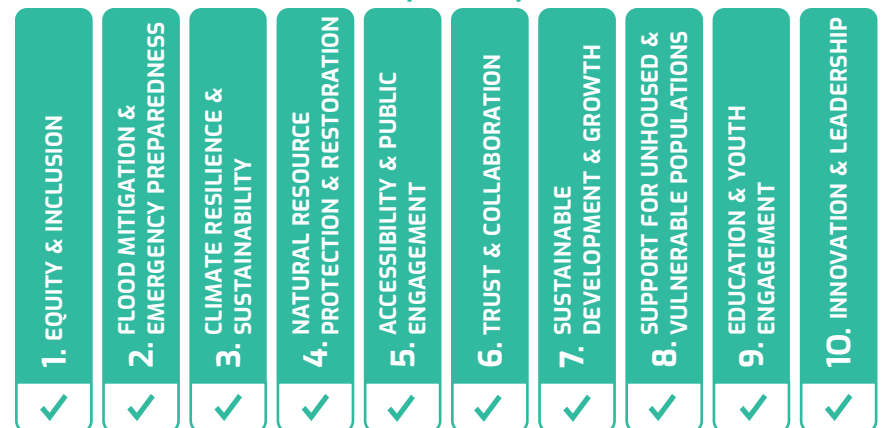 1. EQUITY & INCLUSION
2. FLOOD MITIGATION &
EMERGENCY PREPAREDNESS
3. CLIMATE RESILIENCE &
SUSTAINABILITY
4. NATURAL RESOURCE
PROTECTION & RESTORATION
5. ACCESSIBILITY & PUBLIC
ENGAGEMENT
6. TRUST & COLLABORATION
7. SUSTAINABLE
DEVELOPMENT & GROWTH
8. SUPPORT FOR UNHOUSED &
VULNERABLE POPULATIONS
9. EDUCATION & YOUTH
ENGAGEMENT
10. INNOVATION & LEADERSHIP